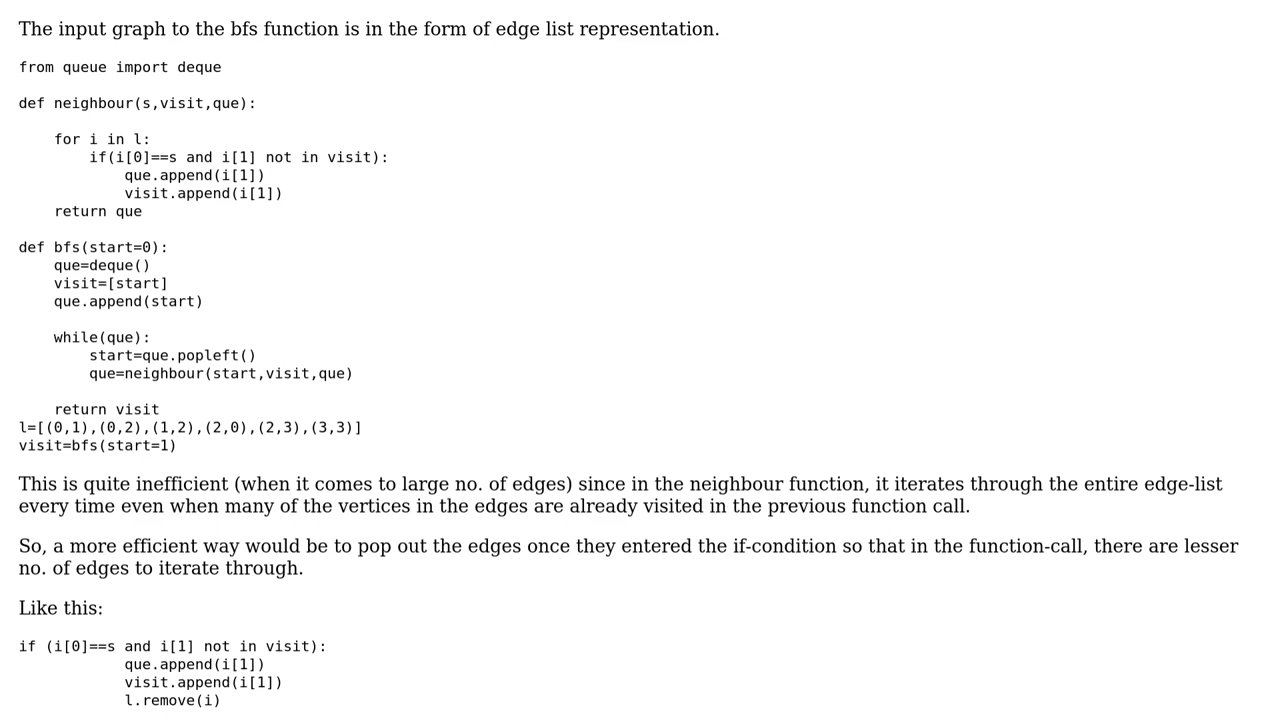 The input graph to the bfs function is in the form of edge list representation.
from queue import deque
def neighbour(s,visit,que):
    for i in l:
        if(i[0]==s and i[1] not in visit):
            que.append(i[1])
            visit.append(i[1])
    return que
def bfs(start=0):
    que=deque()
    visit=[start]
    que.append(start)
    while(que):
        start=que.popleft()
        que=neighbour(start,visit,que)
    return visit
l=[(0,1),(0,2),(1,2),(2,0),(2,3),(3,3)]
visit=bfs(start=1)
This is quite inefficient (when it comes to large no. of edges) since in the neighbour function, it iterates through the entire edge-list
every time even when many of the vertices in the edges are already visited in the previous function call.
So, a more efficient way would be to pop out the edges once they entered the if-condition so that in the function-call, there are lesser
no. of edges to iterate through.
Like this:
if (i[0]==s and i[1] not in visit):
            que.append(i[1])
            visit.append(i[1])
            l.remove(i)